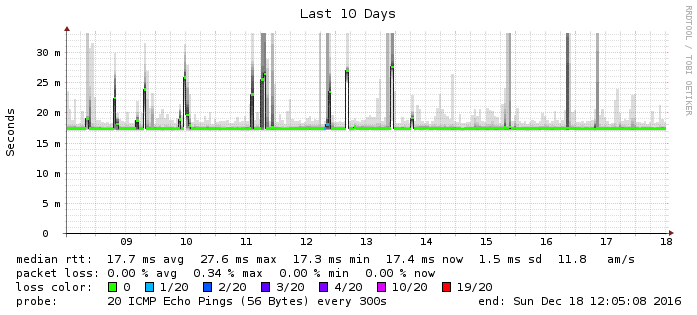 Last 10 Days
RRDTOOL / TOBI OETIKER
Seconds
30 m
25 m
20 m
15 m
10 m
5 m
0
09 10 11 12 13 14 15 16 17 18
median rtt: 17.7 ms avg 27.6 ms max 17.3 ms min 17.4 ms now 1.5 ms sd 11.8 am/s
packet loss: 0.00 % avg 0.34 % max 0.00 % min 0.00 % now
loss color: 0 1/20 2/20 3/20 4/20 10/20 19/20
probe: 20 ICMP Echo Pings (56 Bytes) every 300s end: Sun Dec 18 12:05:08 2016